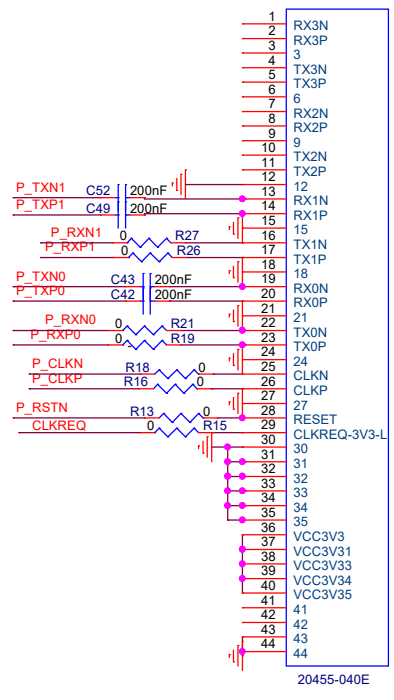 1 RX3N
2 RX3P
3 3
4 TX3N
5 TX3P
6 6
7 RX2N
8 RX2P
9 9
10 TX2N
11 TX2P
12 12
P_TXN1 C52 200nF 13 RX1N
P_TXP1 C49 200nF 14 RX1P
15 15
P_RXN1 0 R27 16 TX1N
P_RXP1 0 R26 17 TX1P
18 18
P_TXN0 C43 200nF 19 RX0N
P_TXP0 C42 200nF 20 RX0P
21 21
P_RXN0 0 R21 22 TX0N
P_RXP0 0 R19 23 TX0P
24 24
P_CLKN R18 0 25 CLKN
P_CLKP R16 0 26 CLKP
27 27
P_RSTN R13 0 28 RESET
CLKREQ 0 R15 29 CLKREQ-3V3-L
30 30
31 31
32 32
33 33
34 34
35 35
36 VCC3V3
37 VCC3V31
38 VCC3V33
39 VCC3V34
40 VCC3V35
41 41
42 42
43 43
44 44
20455-040E